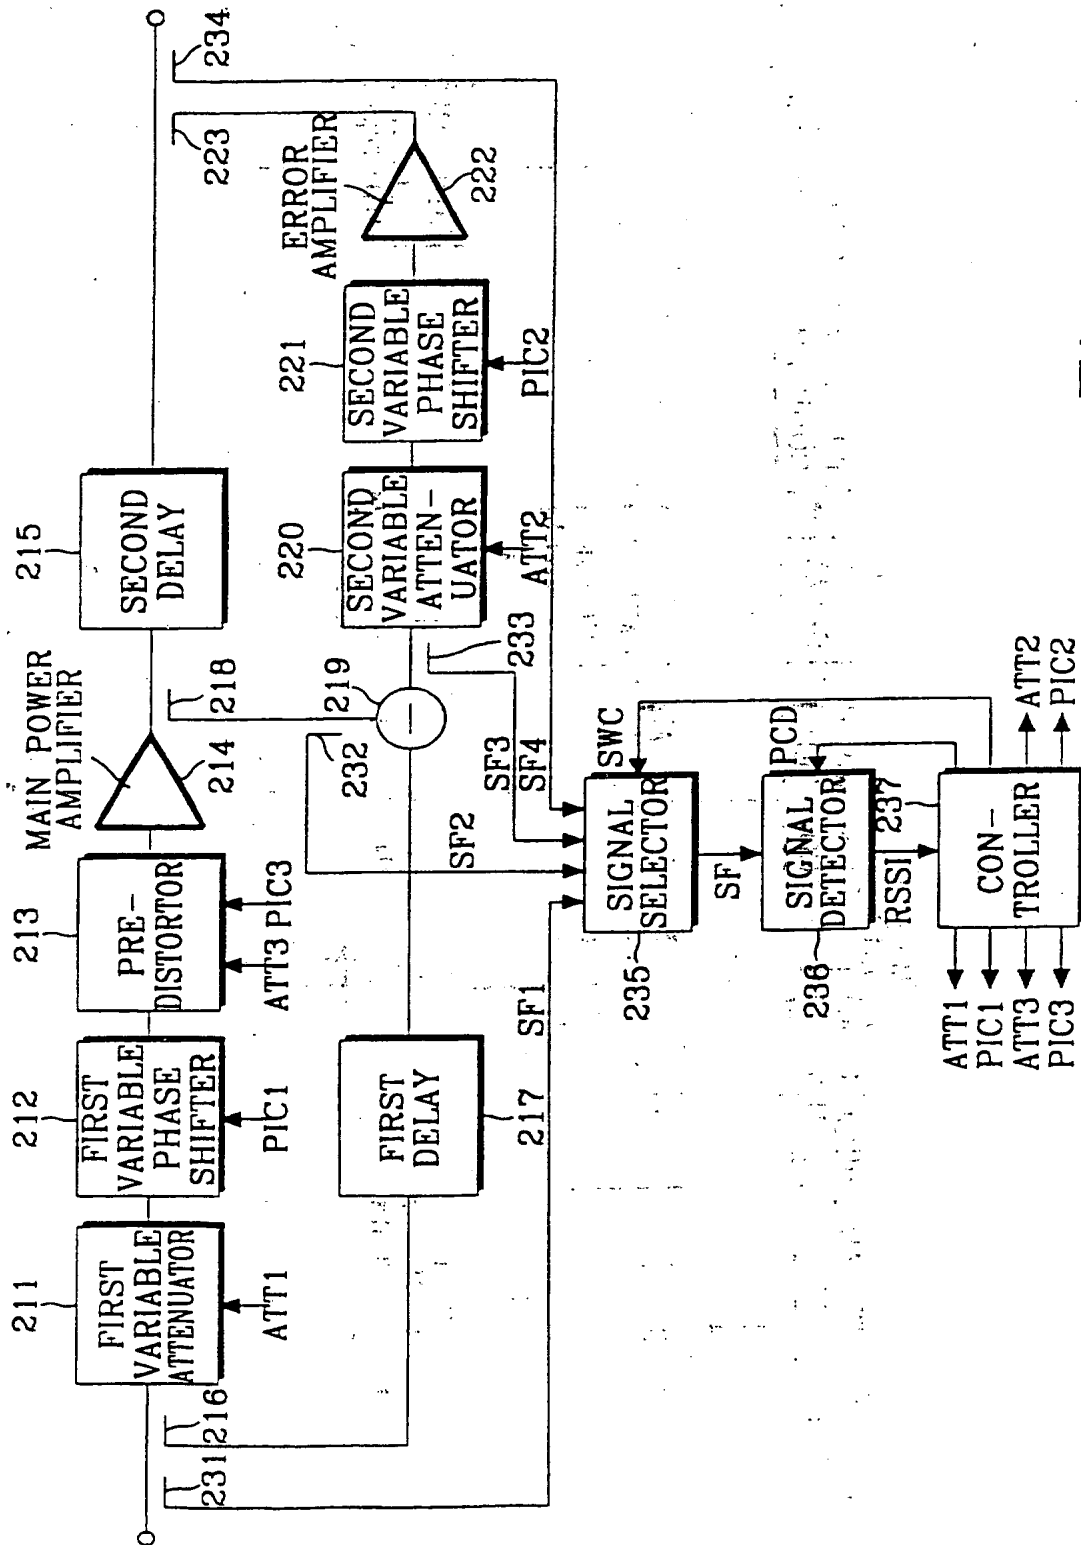 211
FIRST
VARIABLE
ATTENUATOR
ATT1
212
FIRST
VARIABLE
PHASE
SHIFTER
PIC1
213
PRE-
DISTORTOR
ATT3
PIC3
MAIN POWER
AMPLIFIER
214
215
SECOND
DELAY
231
216
218
223
234
FIRST
DELAY
217
232
219
233
220
SECOND
VARIABLE
ATTEN-
UATOR
ATT2
221
SECOND
VARIABLE
PHASE
SHIFTER
PIC2
ERROR
AMPLIFIER
222
SF1
SF2
SF3
SF4
SIGNAL
SELECTOR
235
SWC
SF
SIGNAL
DETECTOR
236
PCD
RSSI
237
CON-
TROLLER
ATT1
PIC1
ATT3
PIC3
ATT2
PIC2